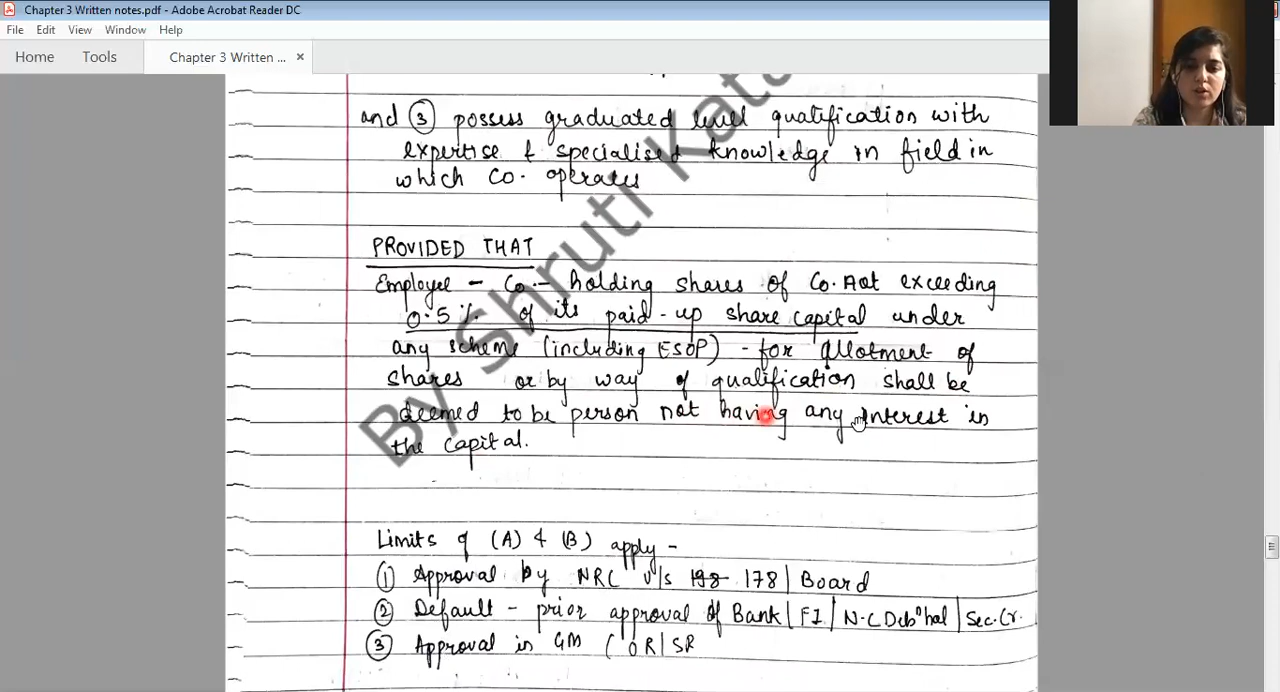 Chapter 3 Written notes.pdf - Adobe Acrobat Reader DC
File Edit View Window Help
Home Tools Chapter 3 Written ... ×
and ③ possess graduated level qualification with
expertise & specialised knowledge in field in
which Co. operates
PROVIDED THAT
Employee - Co. - holding shares of Co. not exceeding
0.5% of its paid-up share capital under
any scheme (including ESOP) - for allotment of
shares or by way of qualification shall be
deemed to be person not having any interest in
the capital.
Limits of (A) & (B) apply -
① Approval by NRC u/s 198 178 | Board
② Default - prior approval of Bank | FI | N.C Deb^n hol | Sec. Cr.
③ Approval in GM ( OR | SR
By Shruti Kata